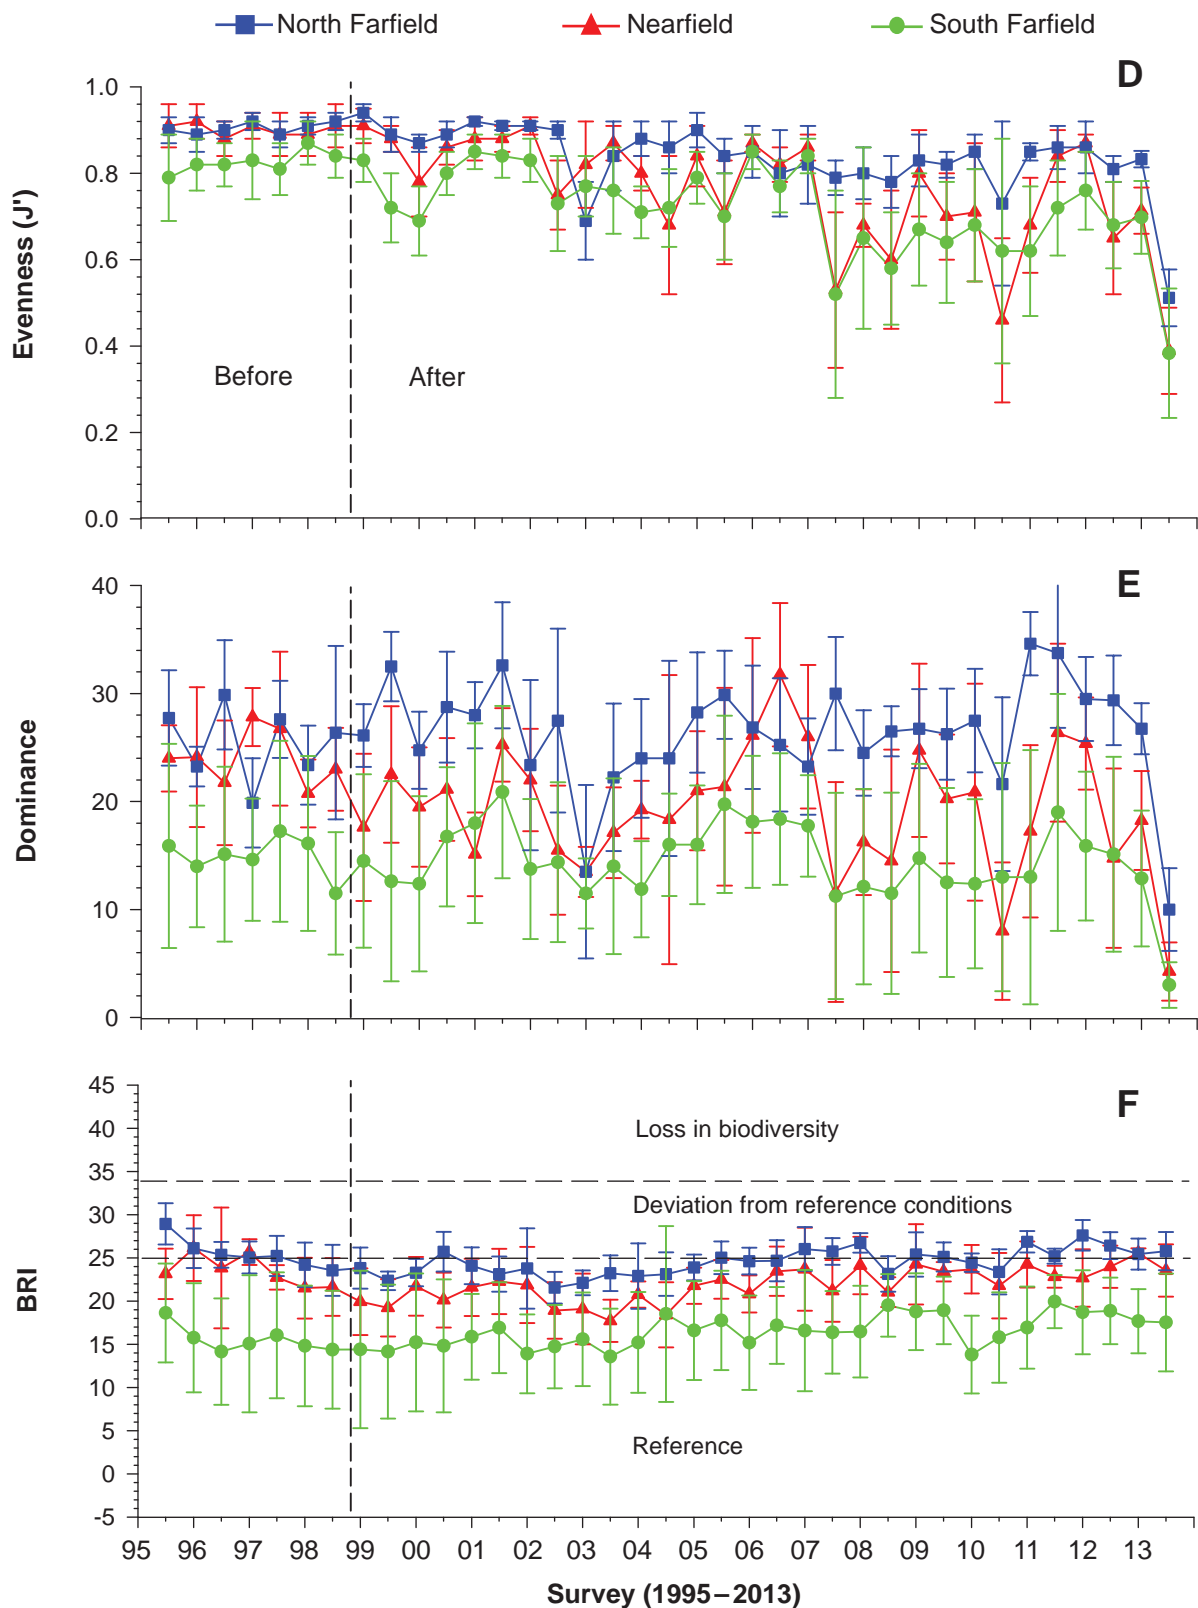 North Farfield Nearfield South Farfield
D
1.0
0.8
0.6
0.4
0.2
0.0
Evenness (J')
Before After
E
40
30
20
10
0
Dominance
F
45
40
35
30
25
20
15
10
5
0
-5
BRI
Loss in biodiversity
Deviation from reference conditions
Reference
95 96 97 98 99 00 01 02 03 04 05 06 07 08 09 10 11 12 13
Survey (1995–2013)